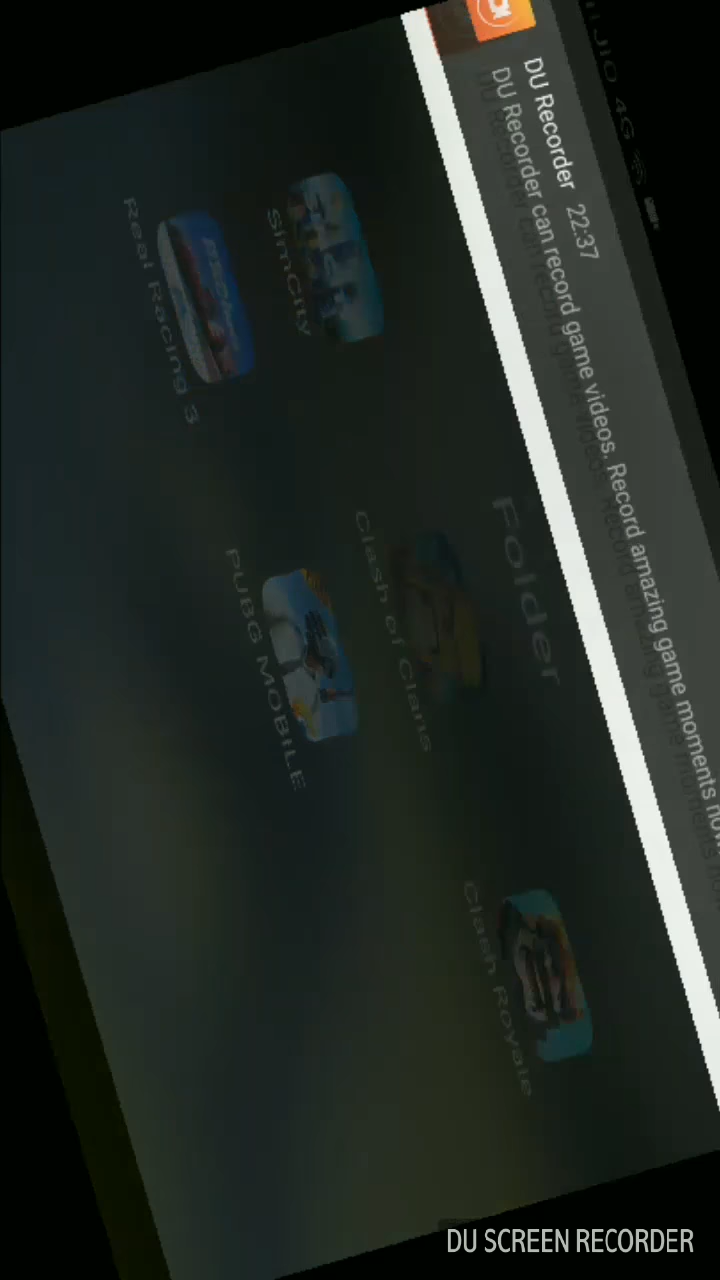 JIO 4G
DU Recorder 22:37
DU Recorder can record game videos. Record amazing game moments now
Folder
SimCity
Clash of Clans
Clash Royale
Real Racing 3
PUBG MOBILE
DU SCREEN RECORDER